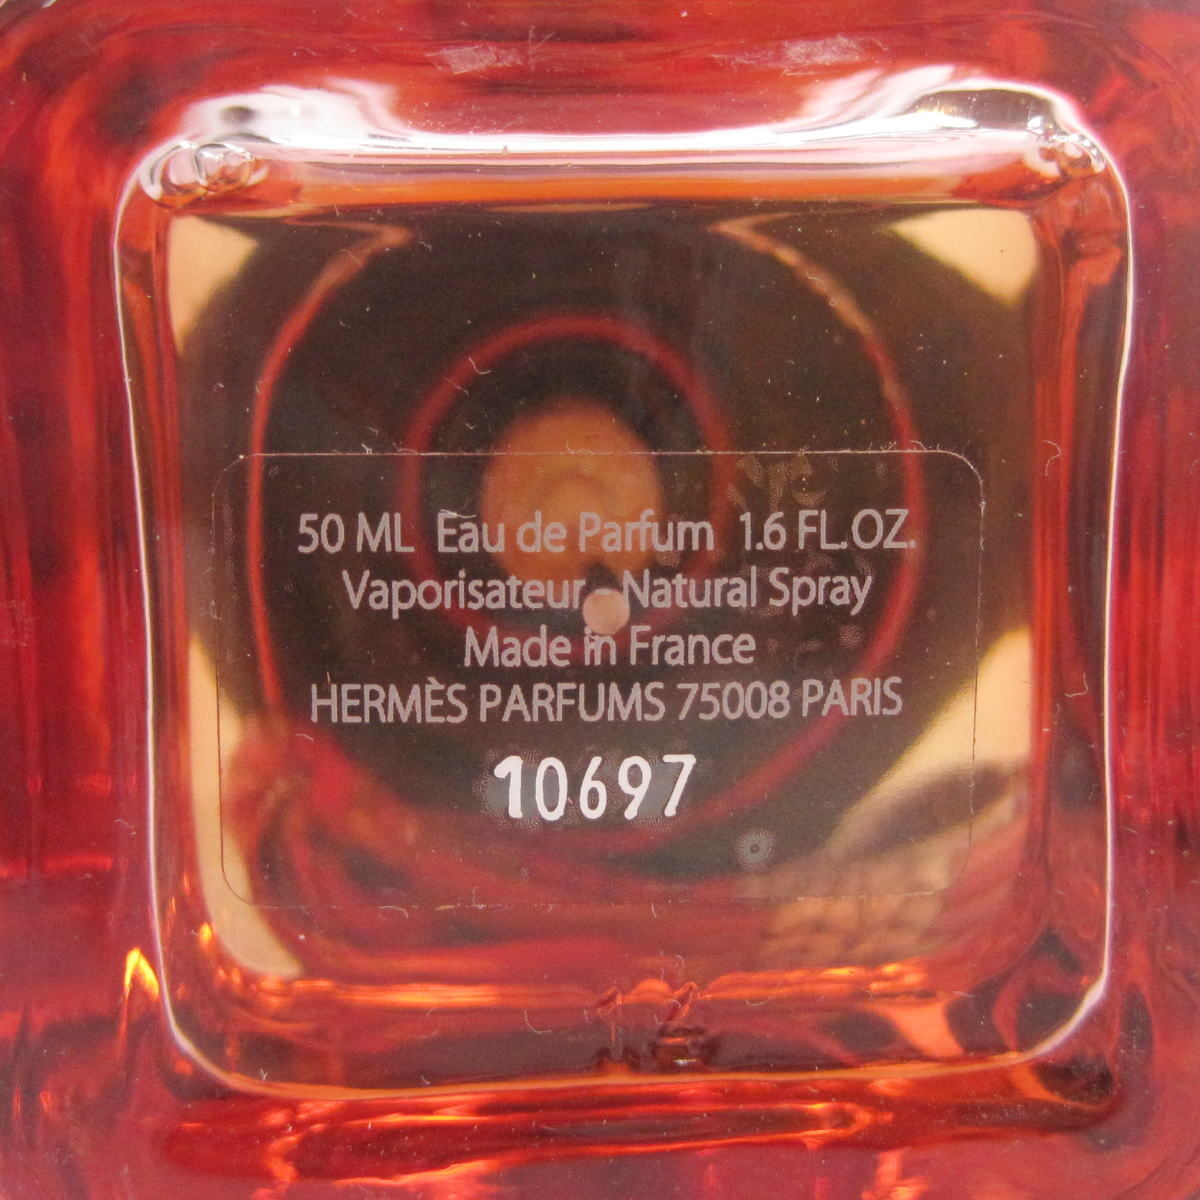 50 ML Eau de Parfum 1.6 FL.OZ.
Vaporisateur Natural Spray
Made in France
HERMÈS PARFUMS 75008 PARIS
10697